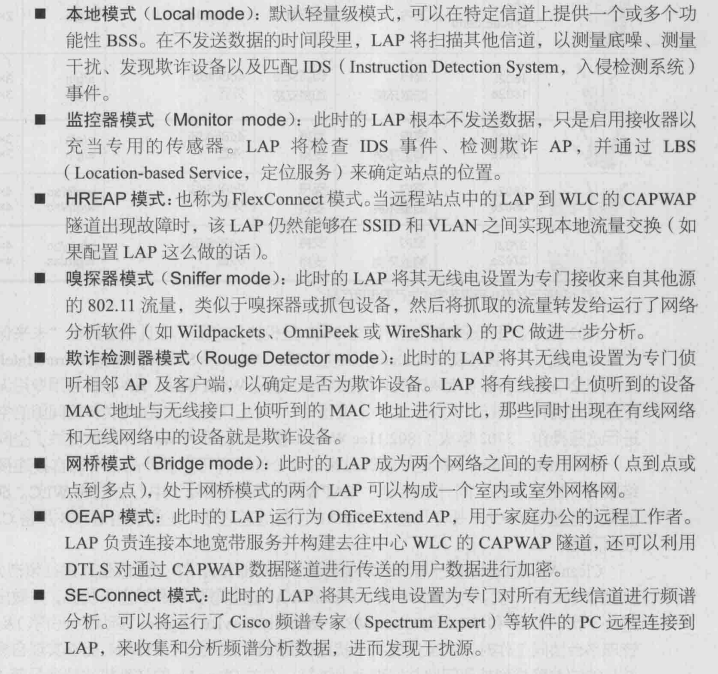 ■ 本地模式（Local mode）：默认轻量级模式，可以在特定信道上提供一个或多个功
能性 BSS。在不发送数据的时间段里，LAP 将扫描其他信道，以测量底噪、测量
干扰、发现欺诈设备以及匹配 IDS（Instruction Detection System，入侵检测系统）
事件。
■ 监控器模式（Monitor mode）：此时的 LAP 根本不发送数据，只是启用接收器以
充当专用的传感器。LAP 将检查 IDS 事件、检测欺诈 AP，并通过 LBS
（Location-based Service，定位服务）来确定站点的位置。
■ HREAP 模式：也称为 FlexConnect 模式。当远程站点中的 LAP 到 WLC 的 CAPWAP
隧道出现故障时，该 LAP 仍然能够在 SSID 和 VLAN 之间实现本地流量交换（如
果配置 LAP 这么做的话）。
■ 嗅探器模式（Sniffer mode）：此时的 LAP 将其无线电设置为专门接收来自其他源
的 802.11 流量，类似于嗅探器或抓包设备，然后将抓取的流量转发给运行了网络
分析软件（如 Wildpackets、OmniPeek 或 WireShark）的 PC 做进一步分析。
■ 欺诈检测器模式（Rouge Detector mode）：此时的 LAP 将其无线电设置为专门侦
听相邻 AP 及客户端，以确定是否为欺诈设备。LAP 将有线接口上侦听到的设备
MAC 地址与无线接口上侦听到的 MAC 地址进行对比，那些同时出现在有线网络
和无线网络中的设备就是欺诈设备。
■ 网桥模式（Bridge mode）：此时的 LAP 成为两个网络之间的专用网桥（点到点或
点到多点），处于网桥模式的两个 LAP 可以构成一个室内或室外网格网。
■ OEAP 模式：此时的 LAP 运行为 OfficeExtend AP，用于家庭办公的远程工作者。
LAP 负责连接本地宽带服务并构建去往中心 WLC 的 CAPWAP 隧道，还可以利用
DTLS 对通过 CAPWAP 数据隧道进行传送的用户数据进行加密。
■ SE-Connect 模式：此时的 LAP 将其无线电设置为专门对所有无线信道进行频谱
分析。可以将运行了 Cisco 频谱专家（Spectrum Expert）等软件的 PC 远程连接到
LAP，来收集和分析频谱分析数据，进而发现干扰源。